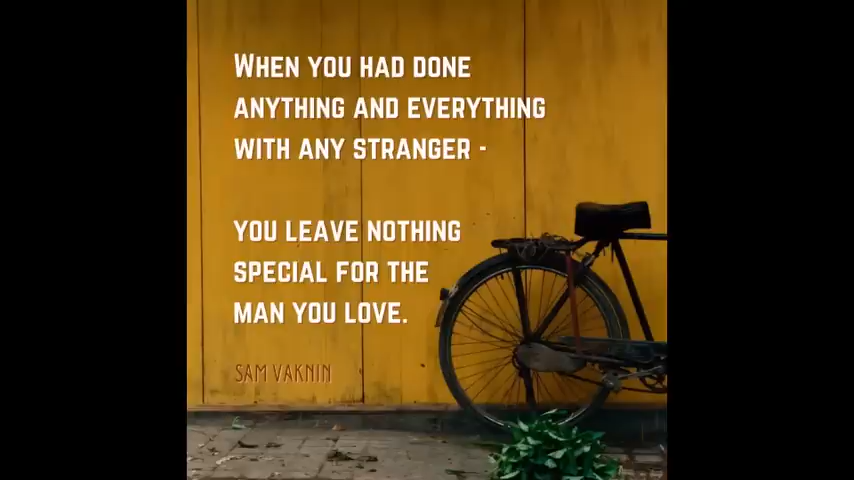 WHEN YOU HAD DONE
ANYTHING AND EVERYTHING
WITH ANY STRANGER -
YOU LEAVE NOTHING
SPECIAL FOR THE
MAN YOU LOVE.
SAM VAKNIN